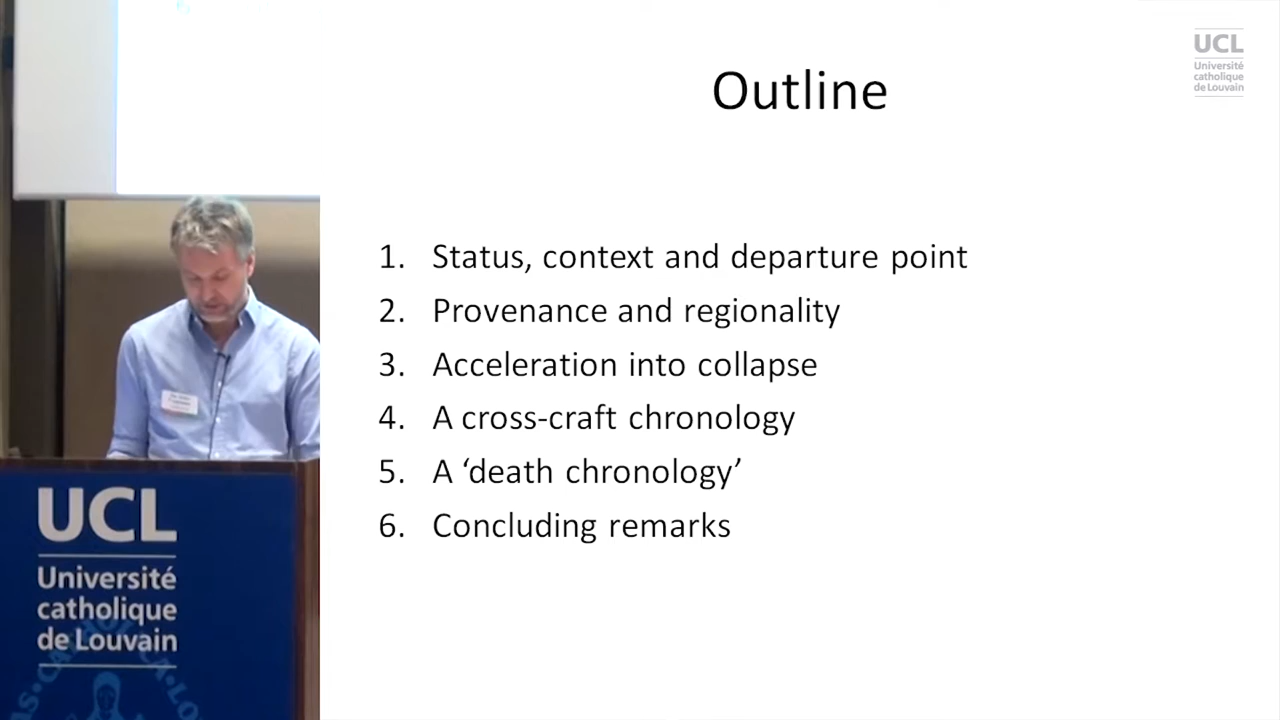 Outline
UCL
Université
catholique
de Louvain
1. Status, context and departure point
2. Provenance and regionality
3. Acceleration into collapse
4. A cross-craft chronology
5. A ‘death chronology’
6. Concluding remarks
UCL
Université
catholique
de Louvain